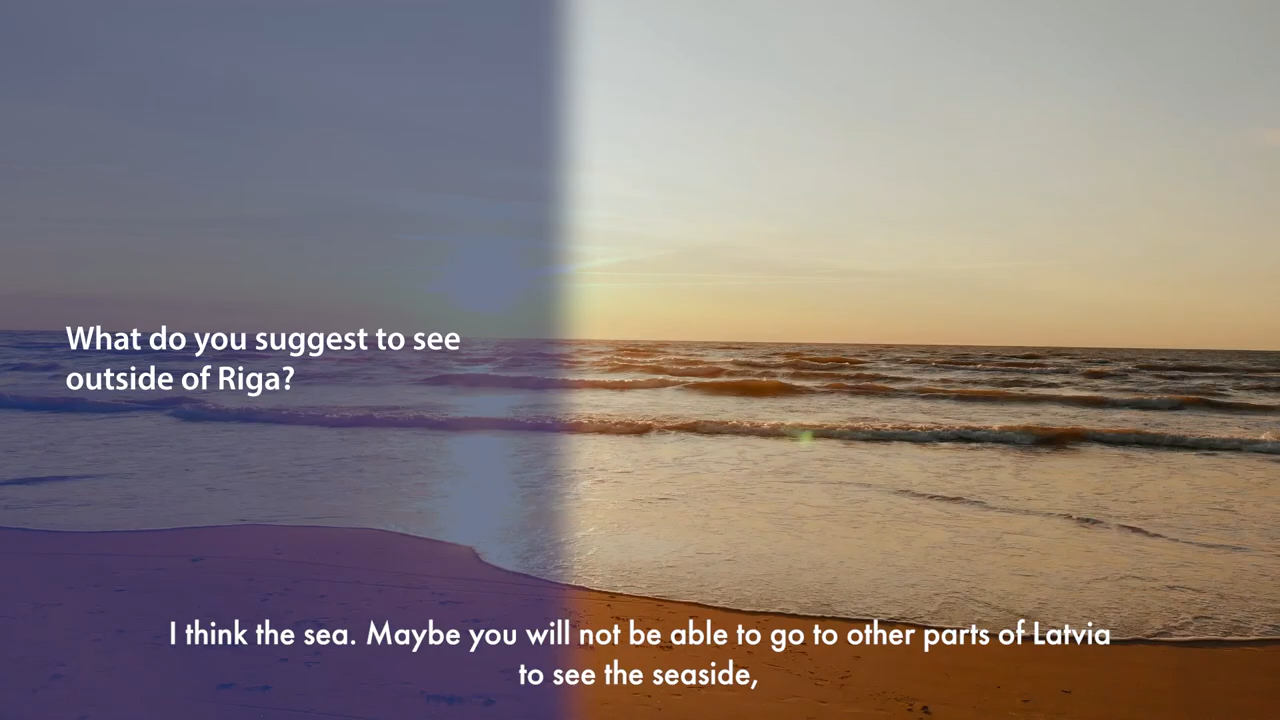 What do you suggest to see
outside of Riga?
I think the sea. Maybe you will not be able to go to other parts of Latvia
to see the seaside,